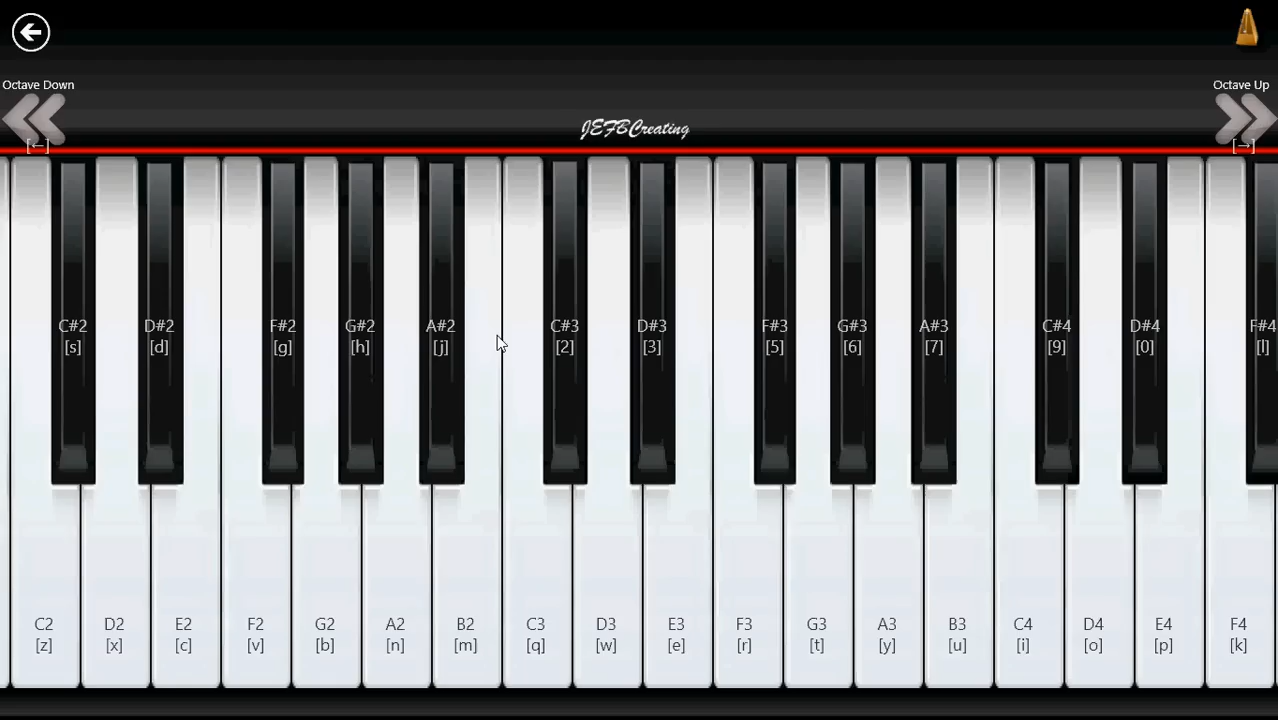 Octave Down
Octave Up
JEFBCreating
[←]
[→]
C#2 D#2 F#2 G#2 A#2 C#3 D#3 F#3 G#3 A#3 C#4 D#4 F#4
[s] [d] [g] [h] [j] [2] [3] [5] [6] [7] [9] [0] [l]
C2 D2 E2 F2 G2 A2 B2 C3 D3 E3 F3 G3 A3 B3 C4 D4 E4 F4
[z] [x] [c] [v] [b] [n] [m] [q] [w] [e] [r] [t] [y] [u] [i] [o] [p] [k]